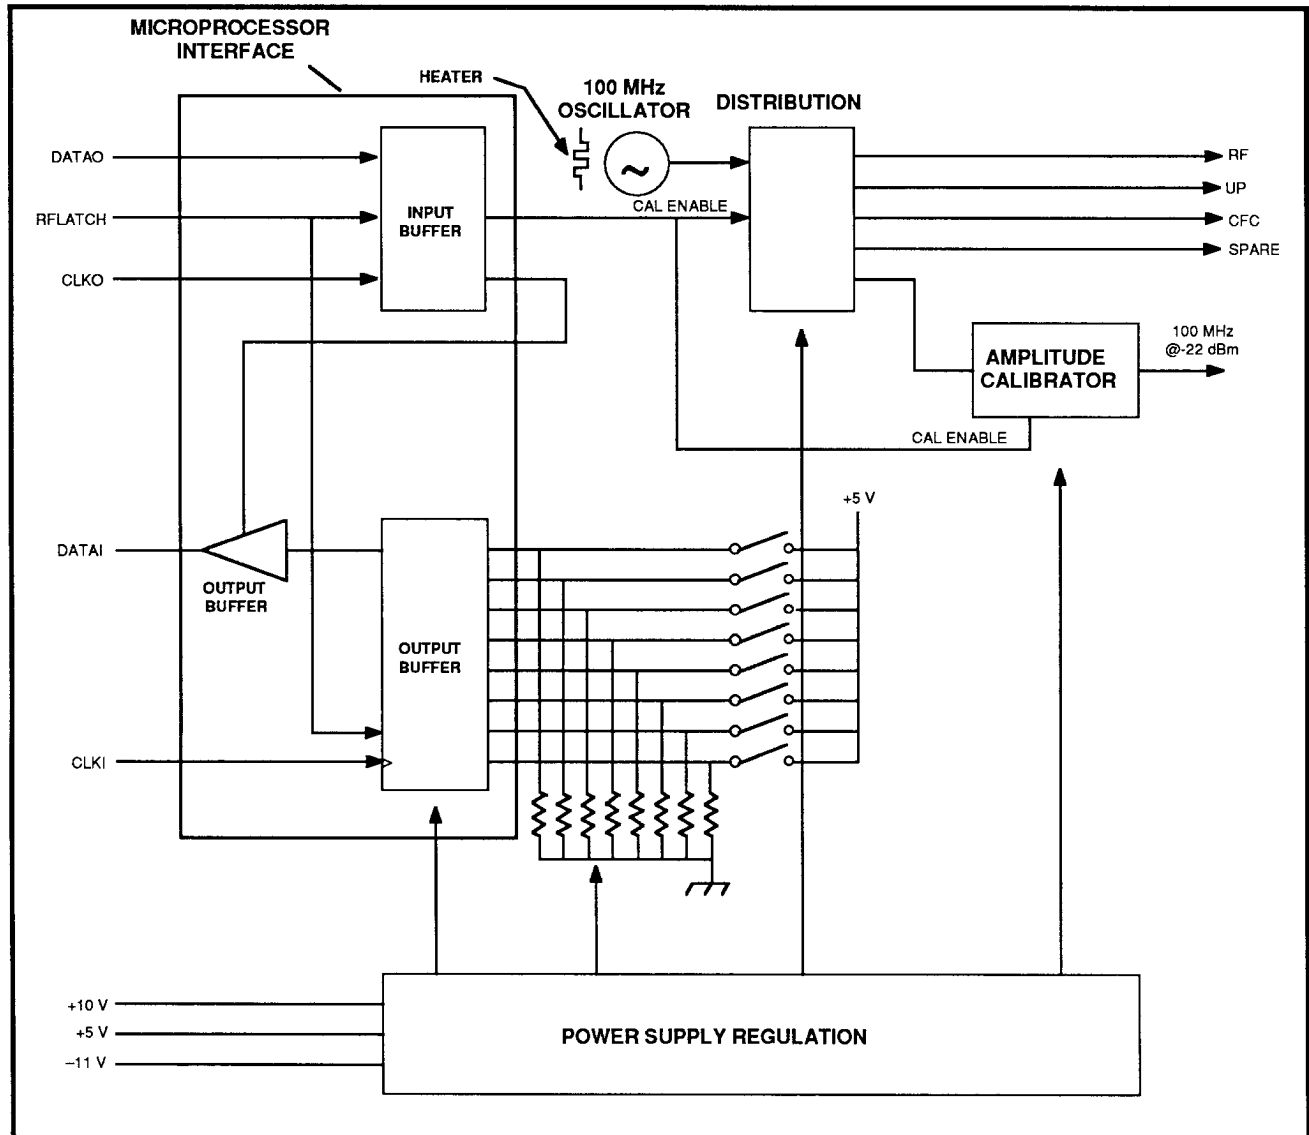 MICROPROCESSOR
INTERFACE
HEATER
100 MHz
OSCILLATOR
DISTRIBUTION
DATAO
RFLATCH
CLKO
INPUT
BUFFER
CAL ENABLE
RF
UP
CFC
SPARE
AMPLITUDE
CALIBRATOR
100 MHz
@-22 dBm
CAL ENABLE
+5 V
DATAI
OUTPUT
BUFFER
OUTPUT
BUFFER
CLKI
+10 V
+5 V
–11 V
POWER SUPPLY REGULATION